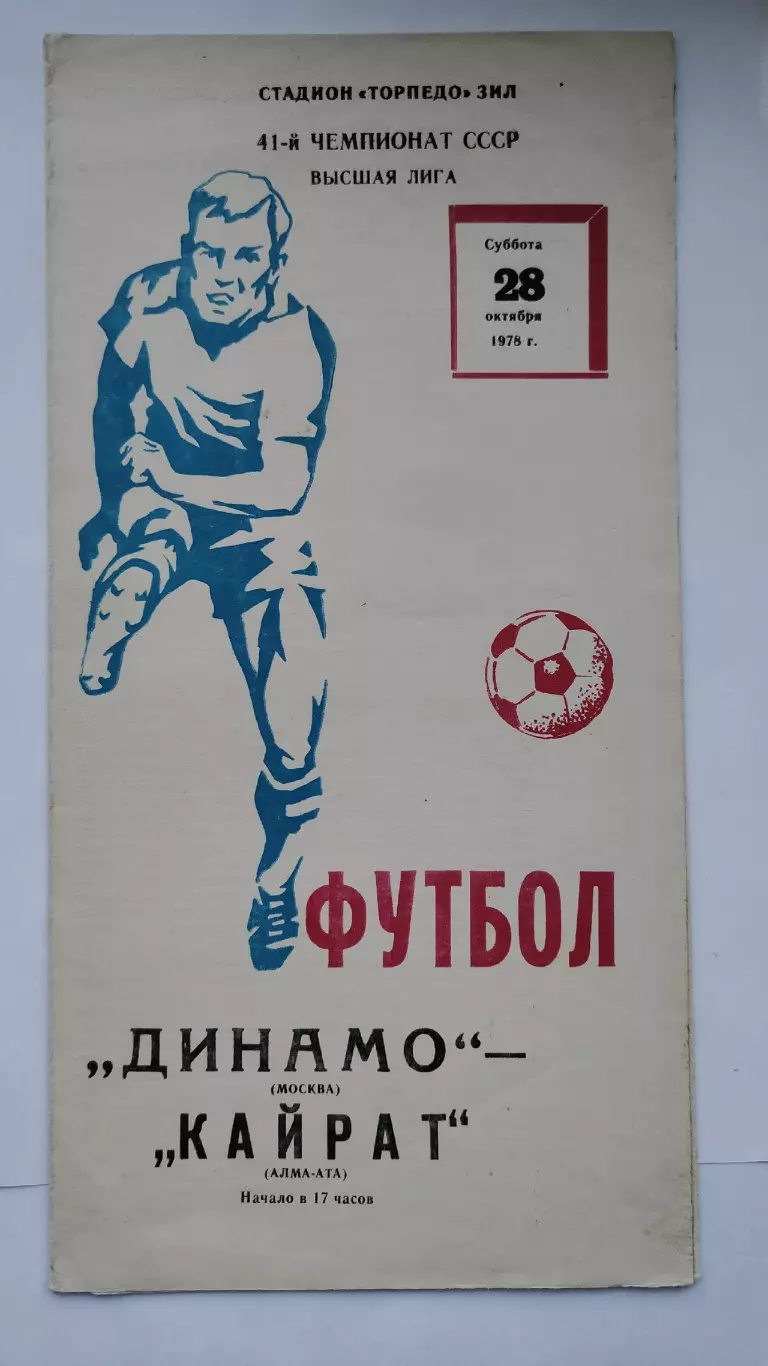 СТАДИОН «ТОРПЕДО» ЗИЛ
41-й ЧЕМПИОНАТ СССР
ВЫСШАЯ ЛИГА
Суббота
28
октября
1978 г.
ФУТБОЛ
„ДИНАМО“ —
(МОСКВА)
„КАЙРАТ“
(АЛМА-АТА)
Начало в 17 часов